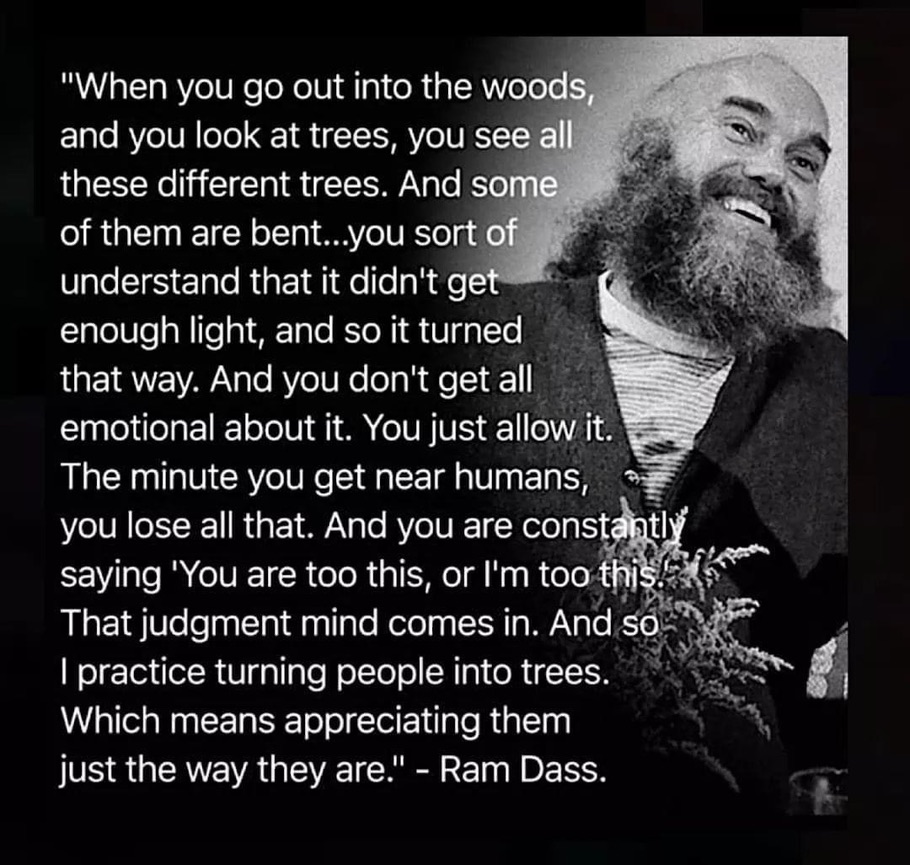 "When you go out into the woods,
and you look at trees, you see all
these different trees. And some
of them are bent...you sort of
understand that it didn't get
enough light, and so it turned
that way. And you don't get all
emotional about it. You just allow it.
The minute you get near humans,
you lose all that. And you are constantly
saying 'You are too this, or I'm too this.'
That judgment mind comes in. And so
I practice turning people into trees.
Which means appreciating them
just the way they are." – Ram Dass.